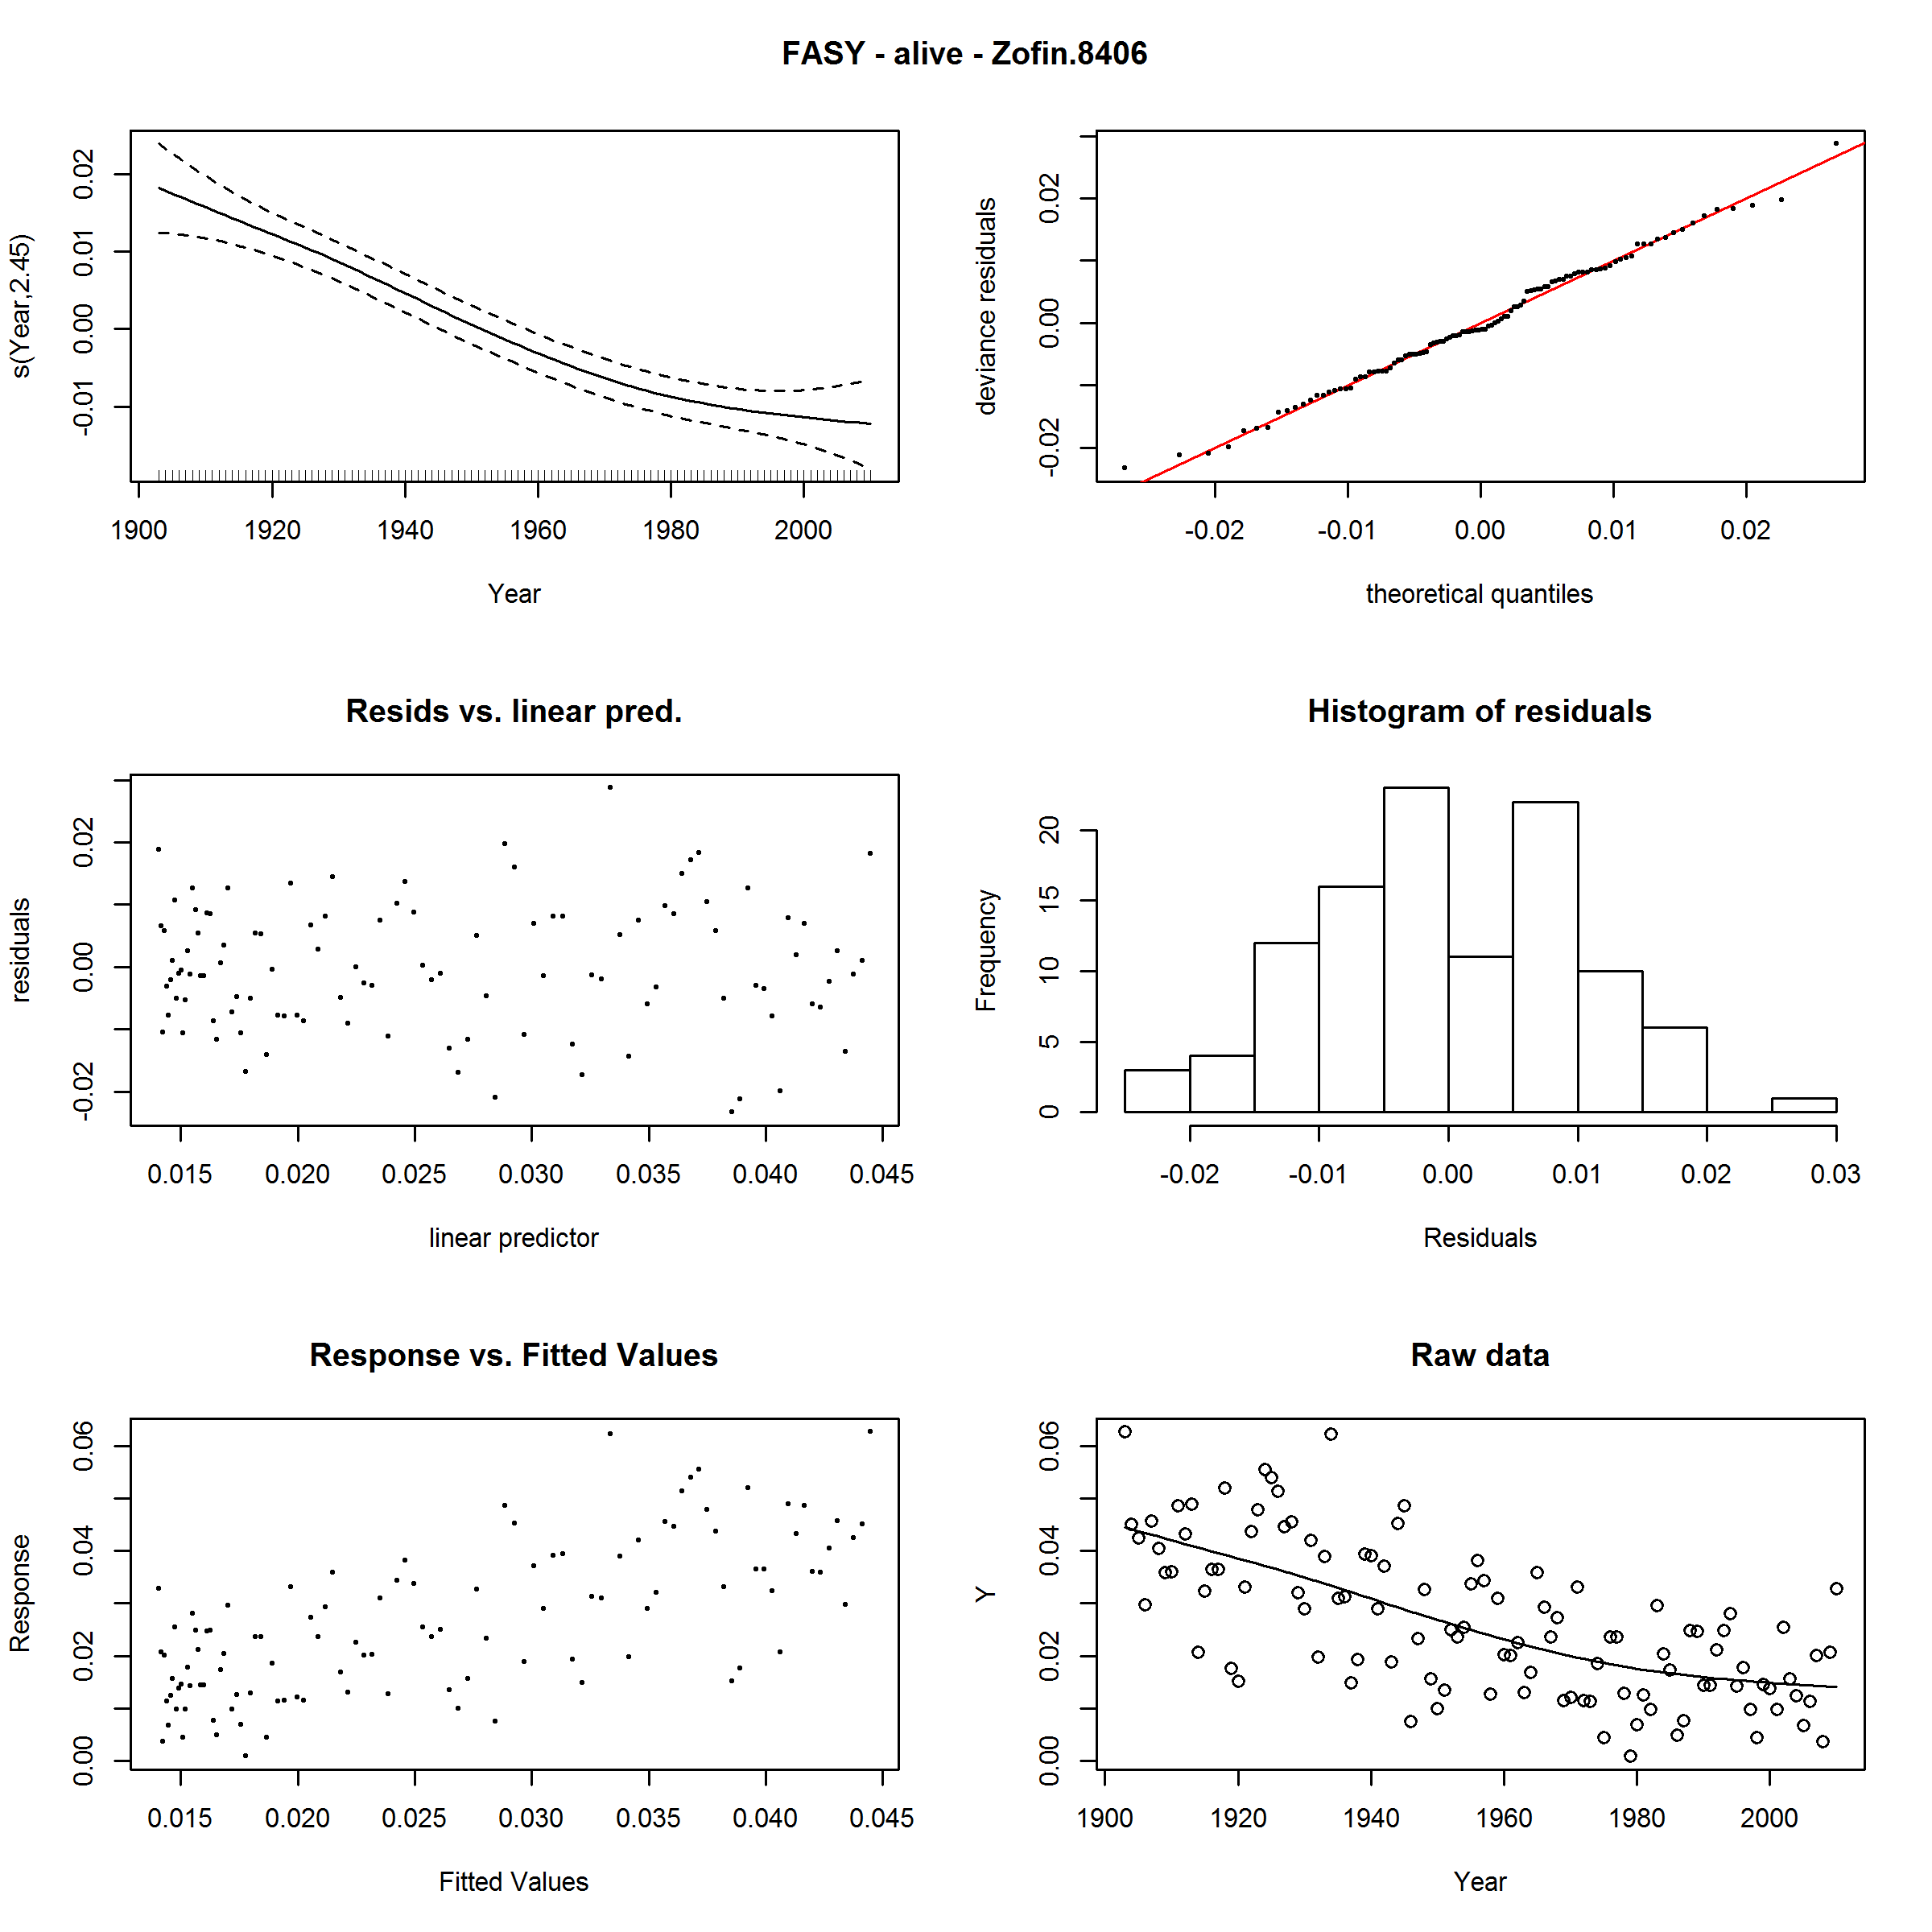 FASY - alive - Zofin.8406
s(Year,2.45)
-0.01 0.00 0.01 0.02
1900 1920 1940 1960 1980 2000
Year
deviance residuals
-0.02 0.00 0.02
-0.02 -0.01 0.00 0.01 0.02
theoretical quantiles
Resids vs. linear pred.
residuals
-0.02 0.00 0.02
0.015 0.020 0.025 0.030 0.035 0.040 0.045
linear predictor
Histogram of residuals
Frequency
0 5 10 15 20
-0.02 -0.01 0.00 0.01 0.02 0.03
Residuals
Response vs. Fitted Values
Response
0.00 0.02 0.04 0.06
0.015 0.020 0.025 0.030 0.035 0.040 0.045
Fitted Values
Raw data
Y
0.00 0.02 0.04 0.06
1900 1920 1940 1960 1980 2000
Year